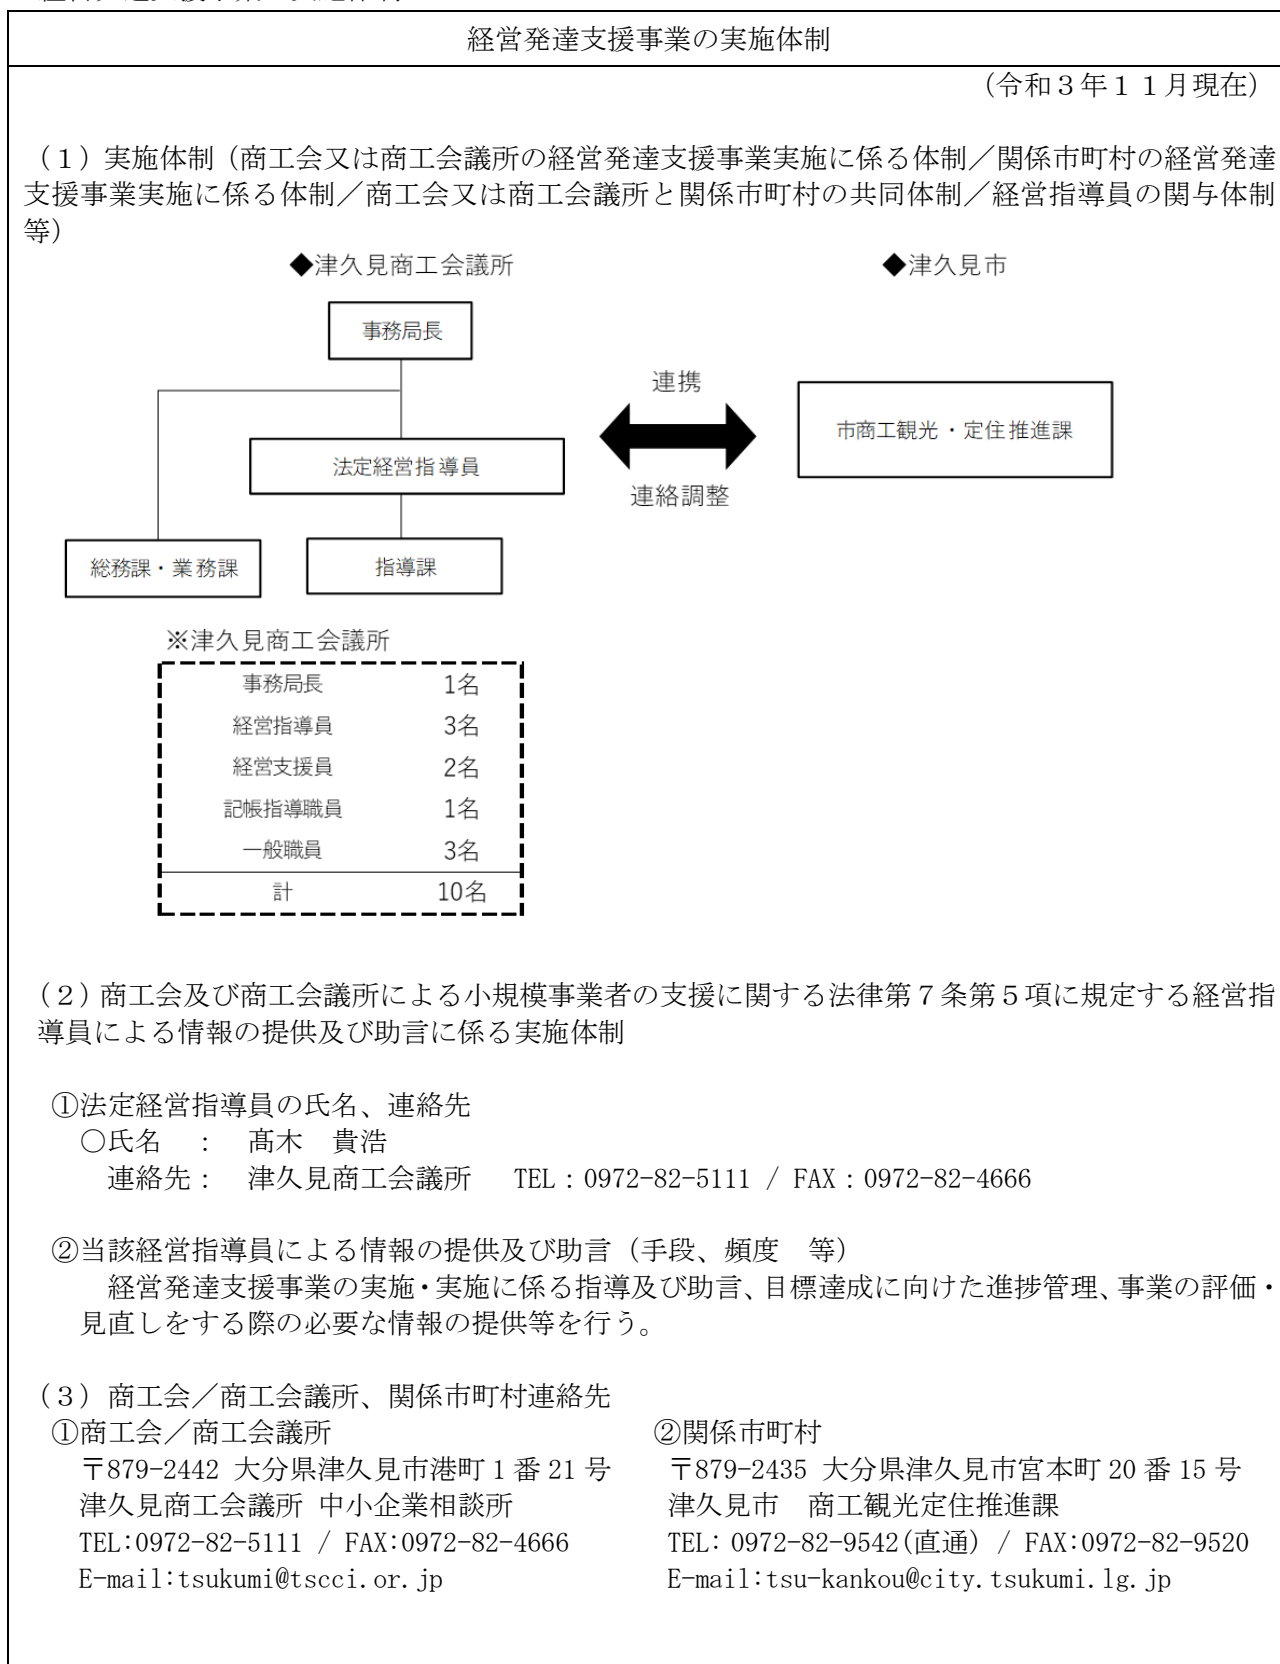 経営発達支援事業の実施体制
（令和３年１１月現在）
（１）実施体制（商工会又は商工会議所の経営発達支援事業実施に係る体制／関係市町村の経営発達
支援事業実施に係る体制／商工会又は商工会議所と関係市町村の共同体制／経営指導員の関与体制
等）
◆津久見商工会議所
◆津久見市
事務局長
連携
市商工観光・定住推進課
法定経営指導員
連絡調整
総務課・業務課
指導課
※津久見商工会議所
事務局長 1名
経営指導員 3名
経営支援員 2名
記帳指導職員 1名
一般職員 3名
計 10名
（２）商工会及び商工会議所による小規模事業者の支援に関する法律第７条第５項に規定する経営指
導員による情報の提供及び助言に係る実施体制
①法定経営指導員の氏名、連絡先
○氏名　：　髙木　貴浩
連絡先：　津久見商工会議所　TEL：0972-82-5111 / FAX：0972-82-4666
②当該経営指導員による情報の提供及び助言（手段、頻度　等）
経営発達支援事業の実施・実施に係る指導及び助言、目標達成に向けた進捗管理、事業の評価・
見直しをする際の必要な情報の提供等を行う。
（３）商工会／商工会議所、関係市町村連絡先
①商工会／商工会議所
〒879-2442 大分県津久見市港町1番21号
津久見商工会議所 中小企業相談所
TEL:0972-82-5111 / FAX:0972-82-4666
E-mail:tsukumi@tscci.or.jp
②関係市町村
〒879-2435 大分県津久見市宮本町20番15号
津久見市　商工観光定住推進課
TEL: 0972-82-9542(直通) / FAX:0972-82-9520
E-mail:tsu-kankou@city.tsukumi.lg.jp